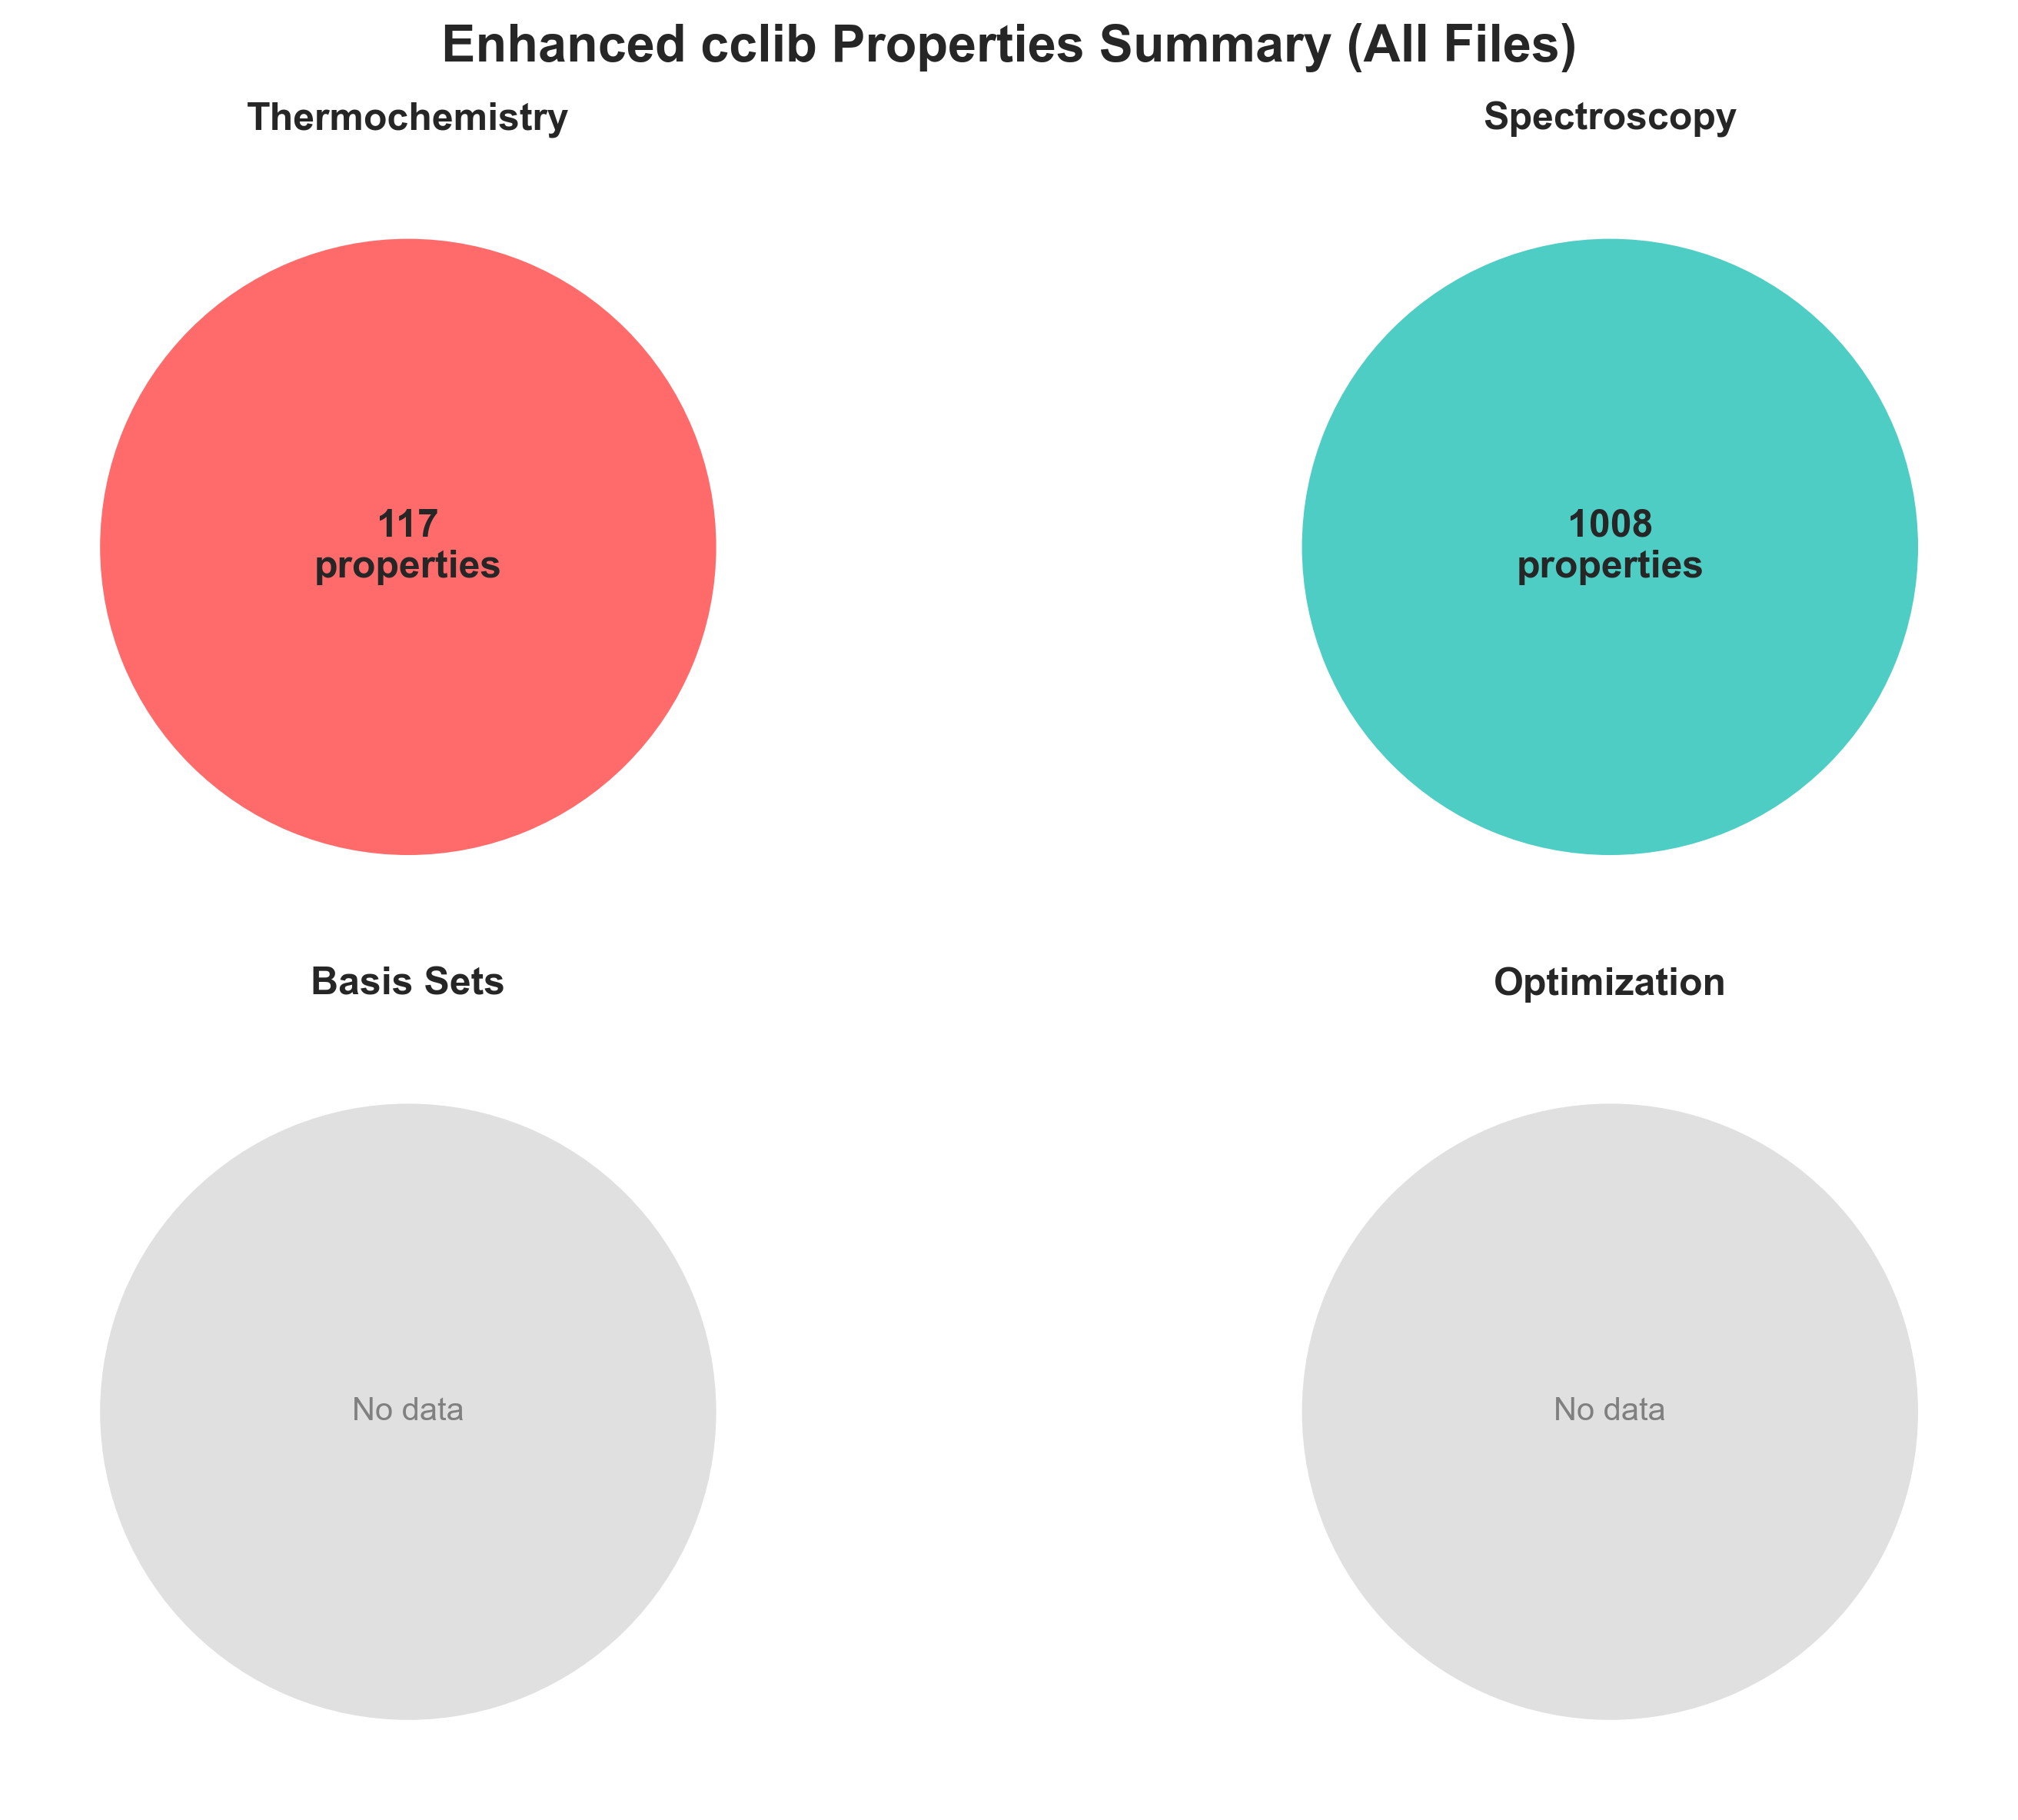 Enhanced cclib Properties Summary (All Files)
Thermochemistry
117
properties
Spectroscopy
1008
properties
Basis Sets
No data
Optimization
No data